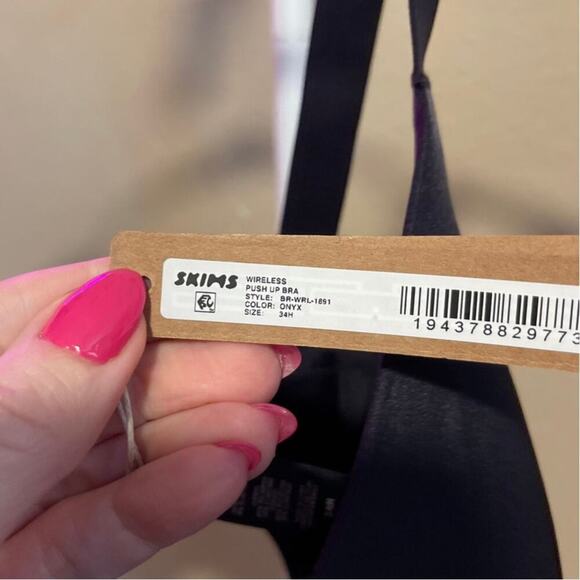 SKIMS
WIRELESS
PUSH UP BRA
STYLE: BR-WRL-1891
COLOR: ONYX
SIZE: 34H
194378829773